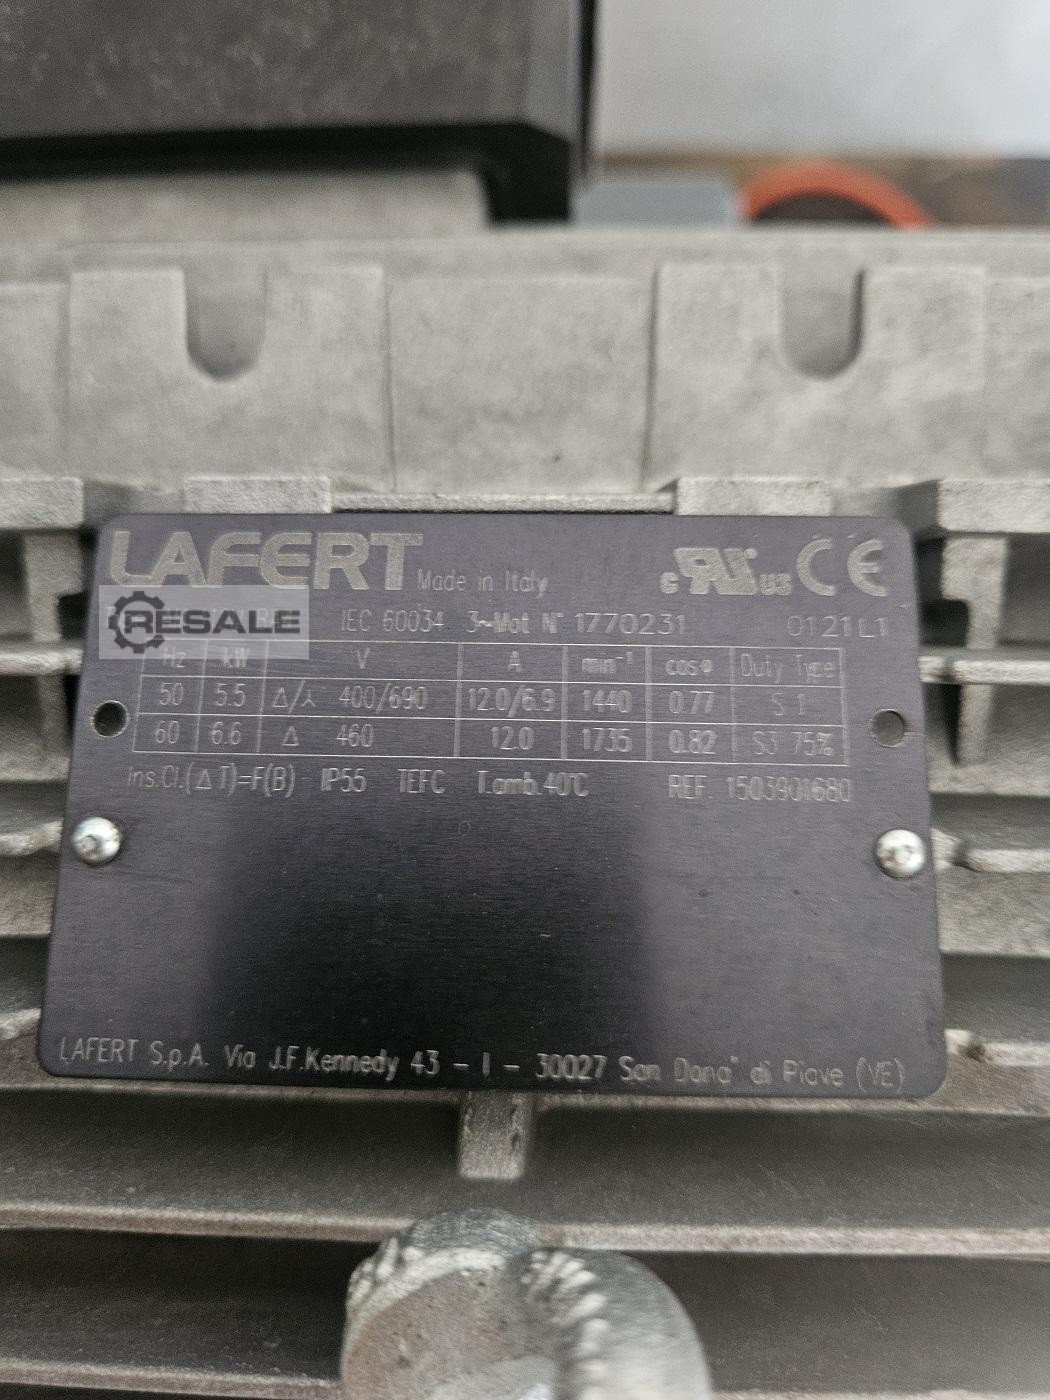 LAFERT Made in Italy c RU us CE
RESALE IEC 60034 3~Mot N° 1770231 0121L1
Hz kW V A min⁻¹ cosφ Duty Type
50 5.5 Δ/⅄ 400/690 12.0/6.9 1440 0.77 S 1
60 6.6 Δ 460 12.0 1735 0.82 S3 75%
Ins.Cl.(ΔT)=F(B) IP55 TEFC T.amb.40°C REF. 1503901680
LAFERT S.p.A. Via J.F.Kennedy 43 - I - 30027 San Dona" di Piave (VE)